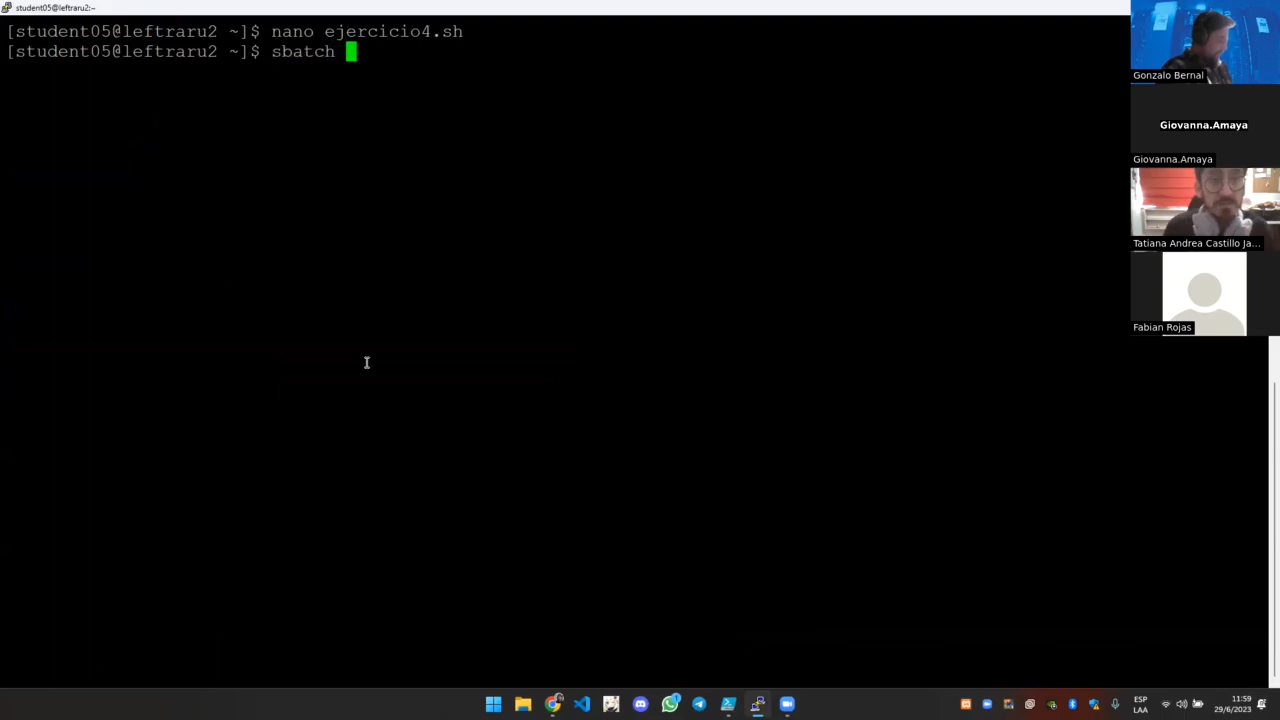 student05@leftraru2:~
[student05@leftraru2 ~]$ nano ejercicio4.sh
[student05@leftraru2 ~]$ sbatch
Gonzalo Bernal
Giovanna.Amaya
Giovanna.Amaya
Tatiana Andrea Castillo Ja...
Fabian Rojas
1
ESP
LAA
11:59
29/6/2023